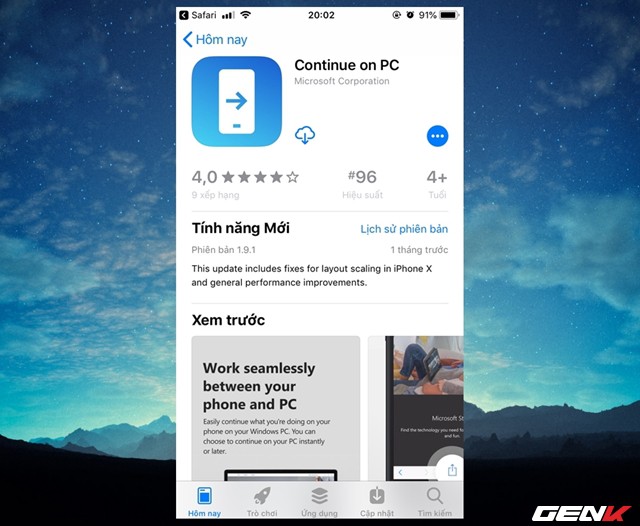 Safari
20:02
91%
Hôm nay
Continue on PC
Microsoft Corporation
4,0
#96
4+
9 xếp hạng
Hiệu suất
Tuổi
Tính năng Mới
Lịch sử phiên bản
Phiên bản 1.9.1
1 tháng trước
This update includes fixes for layout scaling in iPhone X
and general performance improvements.
Xem trước
Work seamlessly
between your
phone and PC
Easily continue what you're doing on your
phone on your Windows PC. You can
choose to continue on your PC instantly
or later.
Microsoft St
Find the technology you need f
and fun.
Hôm nay
Trò chơi
Ứng dụng
Cập nhật
Tìm kiếm
GENK